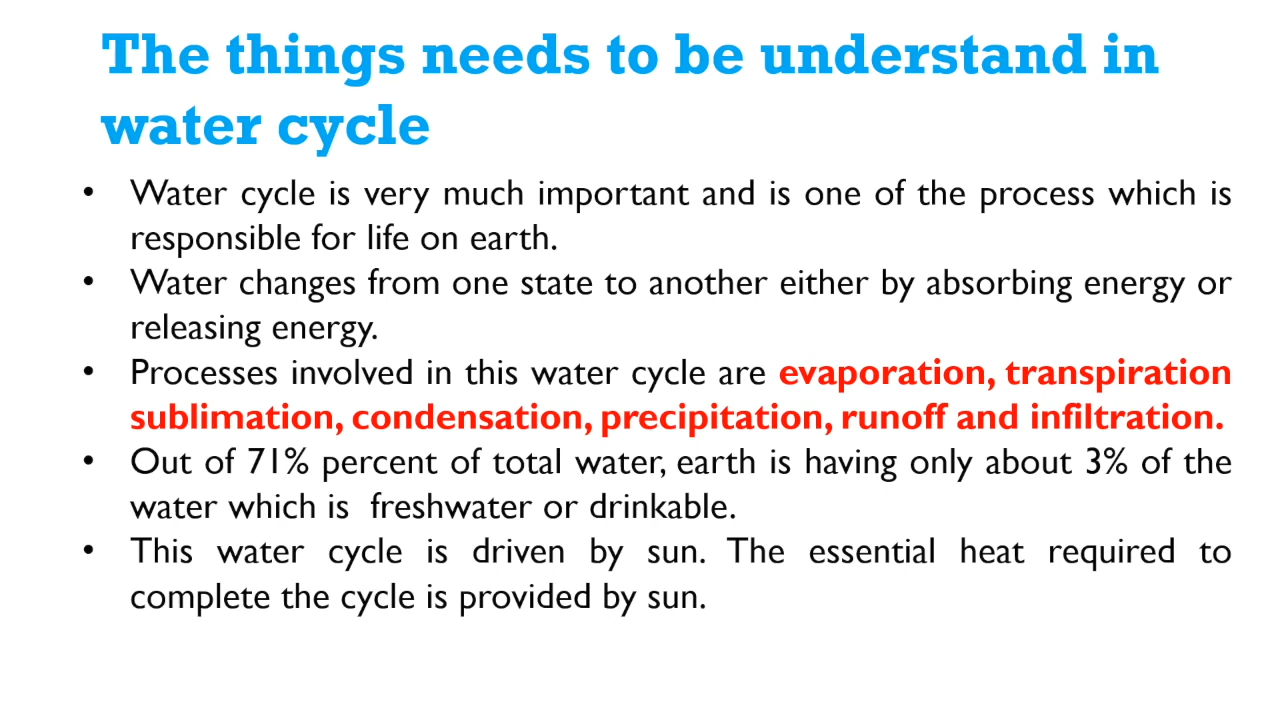 The things needs to be understand in
water cycle
• Water cycle is very much important and is one of the process which is
responsible for life on earth.
• Water changes from one state to another either by absorbing energy or
releasing energy.
• Processes involved in this water cycle are evaporation, transpiration
sublimation, condensation, precipitation, runoff and infiltration.
• Out of 71% percent of total water, earth is having only about 3% of the
water which is freshwater or drinkable.
• This water cycle is driven by sun. The essential heat required to
complete the cycle is provided by sun.